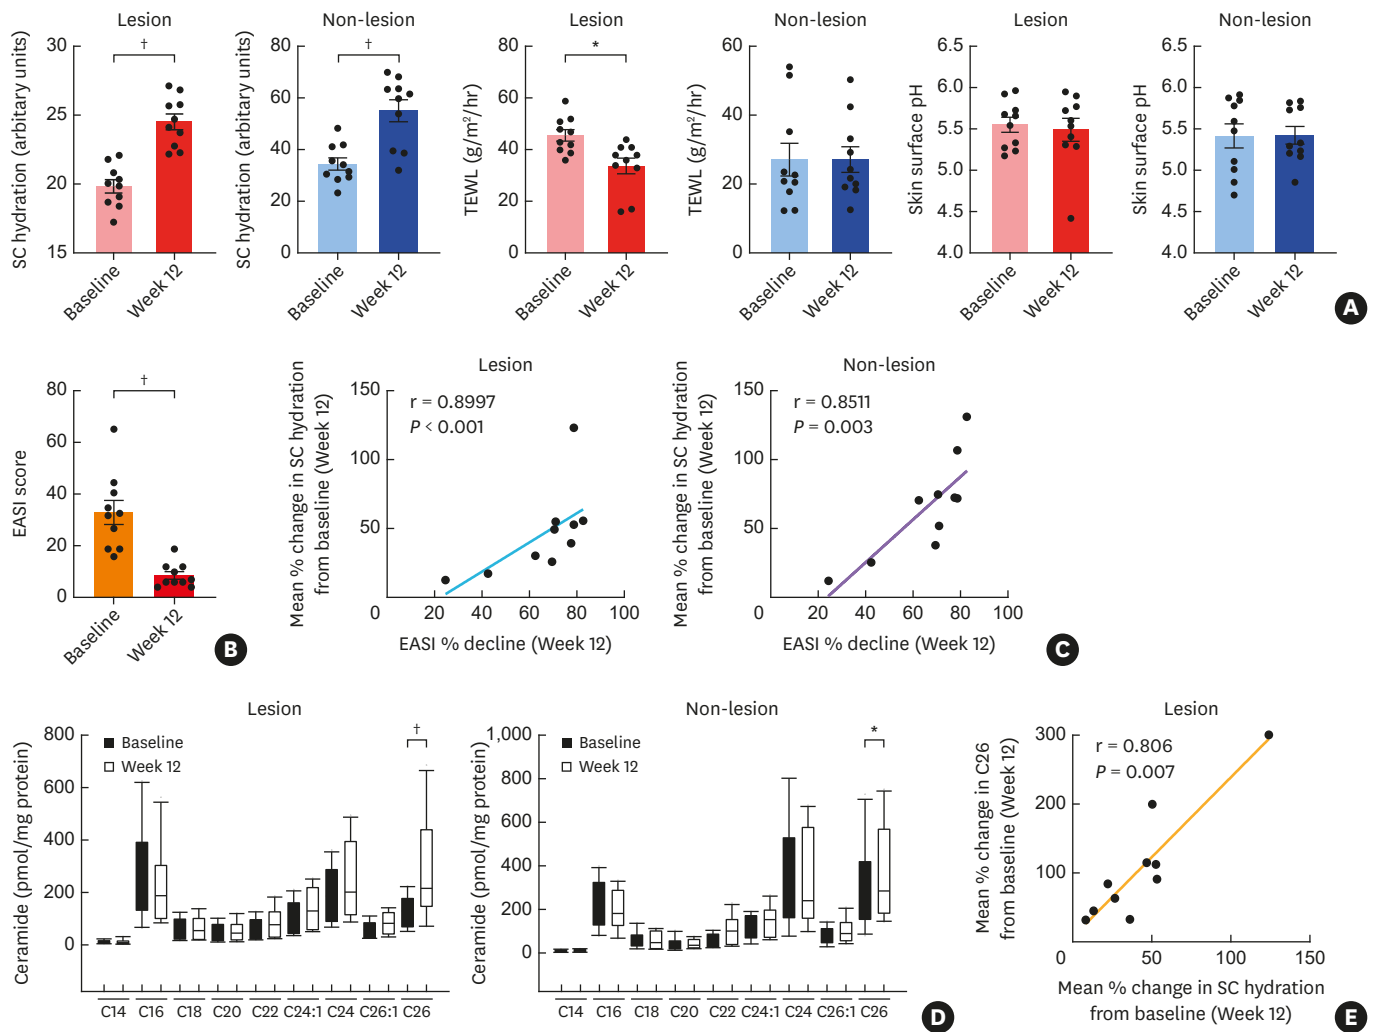 Lesion
SC hydration (arbitary units)
30
25
20
15
†
Baseline
Week 12
Non-lesion
SC hydration (arbitary units)
80
60
40
20
0
†
Baseline
Week 12
Lesion
TEWL (g/m²/hr)
80
60
40
20
0
*
Baseline
Week 12
Non-lesion
TEWL (g/m²/hr)
60
40
20
0
Baseline
Week 12
Lesion
Skin surface pH
6.5
6.0
5.5
5.0
4.5
4.0
Baseline
Week 12
Non-lesion
Skin surface pH
6.5
6.0
5.5
5.0
4.5
4.0
Baseline
Week 12
A
EASI score
80
60
40
20
0
†
Baseline
Week 12
B
Lesion
Mean % change in SC hydration
from baseline (Week 12)
150
100
50
r = 0.8997
P < 0.001
0 20 40 60 80 100
EASI % decline (Week 12)
Non-lesion
Mean % change in SC hydration
from baseline (Week 12)
150
100
50
r = 0.8511
P = 0.003
0 20 40 60 80 100
EASI % decline (Week 12)
C
Lesion
Ceramide (pmol/mg protein)
800
600
400
200
0
Baseline
Week 12
†
C14 C16 C18 C20 C22 C24:1 C24 C26:1 C26
Non-lesion
Ceramide (pmol/mg protein)
1,000
800
600
400
200
0
Baseline
Week 12
*
C14 C16 C18 C20 C22 C24:1 C24 C26:1 C26
D
Lesion
Mean % change in C26
from baseline (Week 12)
300
200
100
r = 0.806
P = 0.007
0 50 100 150
Mean % change in SC hydration
from baseline (Week 12)
E